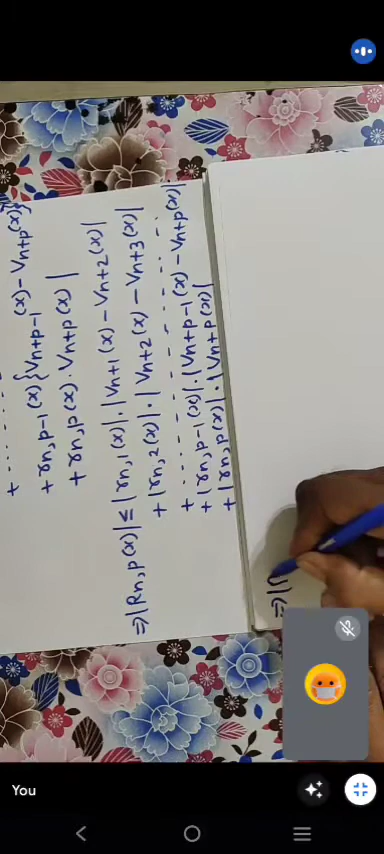 + ........
+ rn,p-1(x) {Vn+p-1(x) - Vn+p(x)}
+ rn,p(x) . Vn+p(x) |
⇒ |Rn,p(x)| ≤ |rn,1(x)| . |Vn+1(x) - Vn+2(x)|
+ |rn,2(x)| . |Vn+2(x) - Vn+3(x)|
+ .........................
+ |rn,p-1(x)| . |Vn+p-1(x) - Vn+p(x)|
+ |rn,p(x)| . |Vn+p(x)|
⇒ |
You